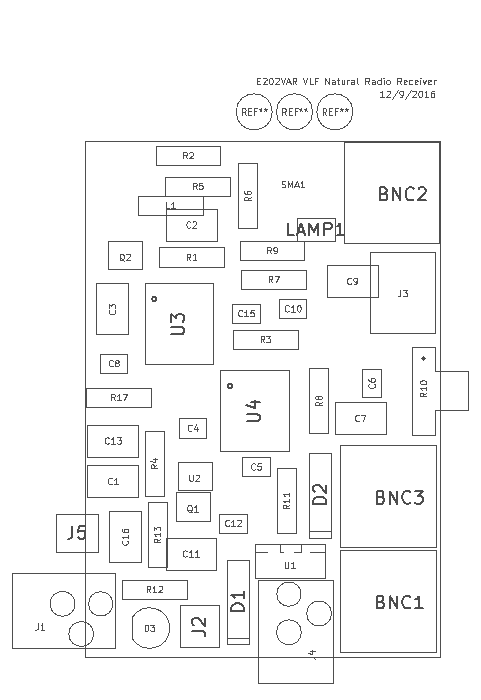 E202VAR VLF Natural Radio Receiver
12/9/2016
REF** REF** REF**
R2
R5
R6
SMA1
BNC2
L1
C2
LAMP1
Q2
R1
R9
R7
C9
J3
C3
U3
C15
C10
R3
C8
R17
U4
R8
C6
R10
C7
C4
C13
R4
C5
C1
U2
R11
D2
BNC3
Q1
C12
J5
C16
R13
C11
U1
R12
D1
BNC1
J1
D3
J2
J4